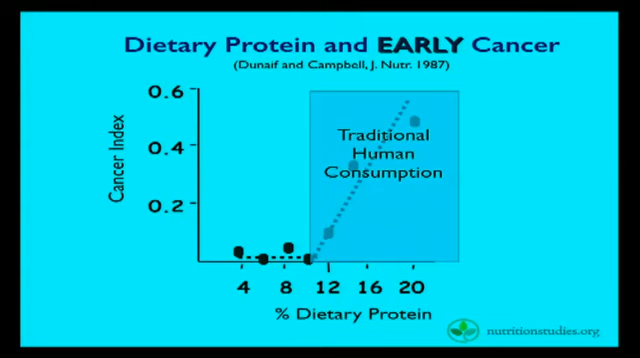 Dietary Protein and EARLY Cancer
(Dunaif and Campbell, J. Nutr. 1987)
Cancer Index
0.6
0.4
0.2
Traditional
Human
Consumption
4 8 12 16 20
% Dietary Protein
nutritionstudies.org